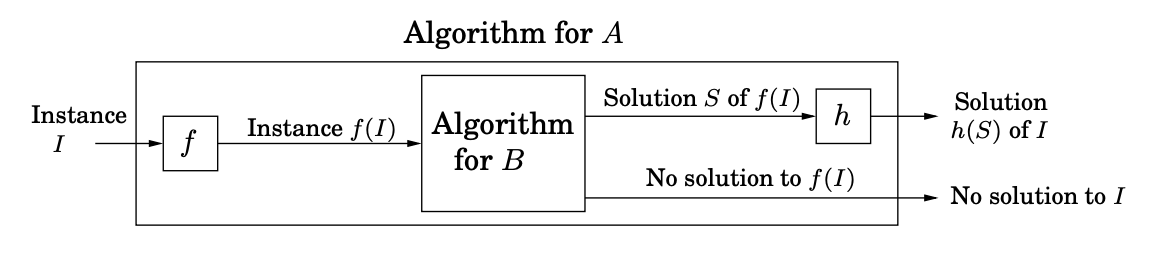 Algorithm for A
Instance
I
f
Instance f(I)
Algorithm
for B
Solution S of f(I)
h
Solution
h(S) of I
No solution to f(I)
No solution to I